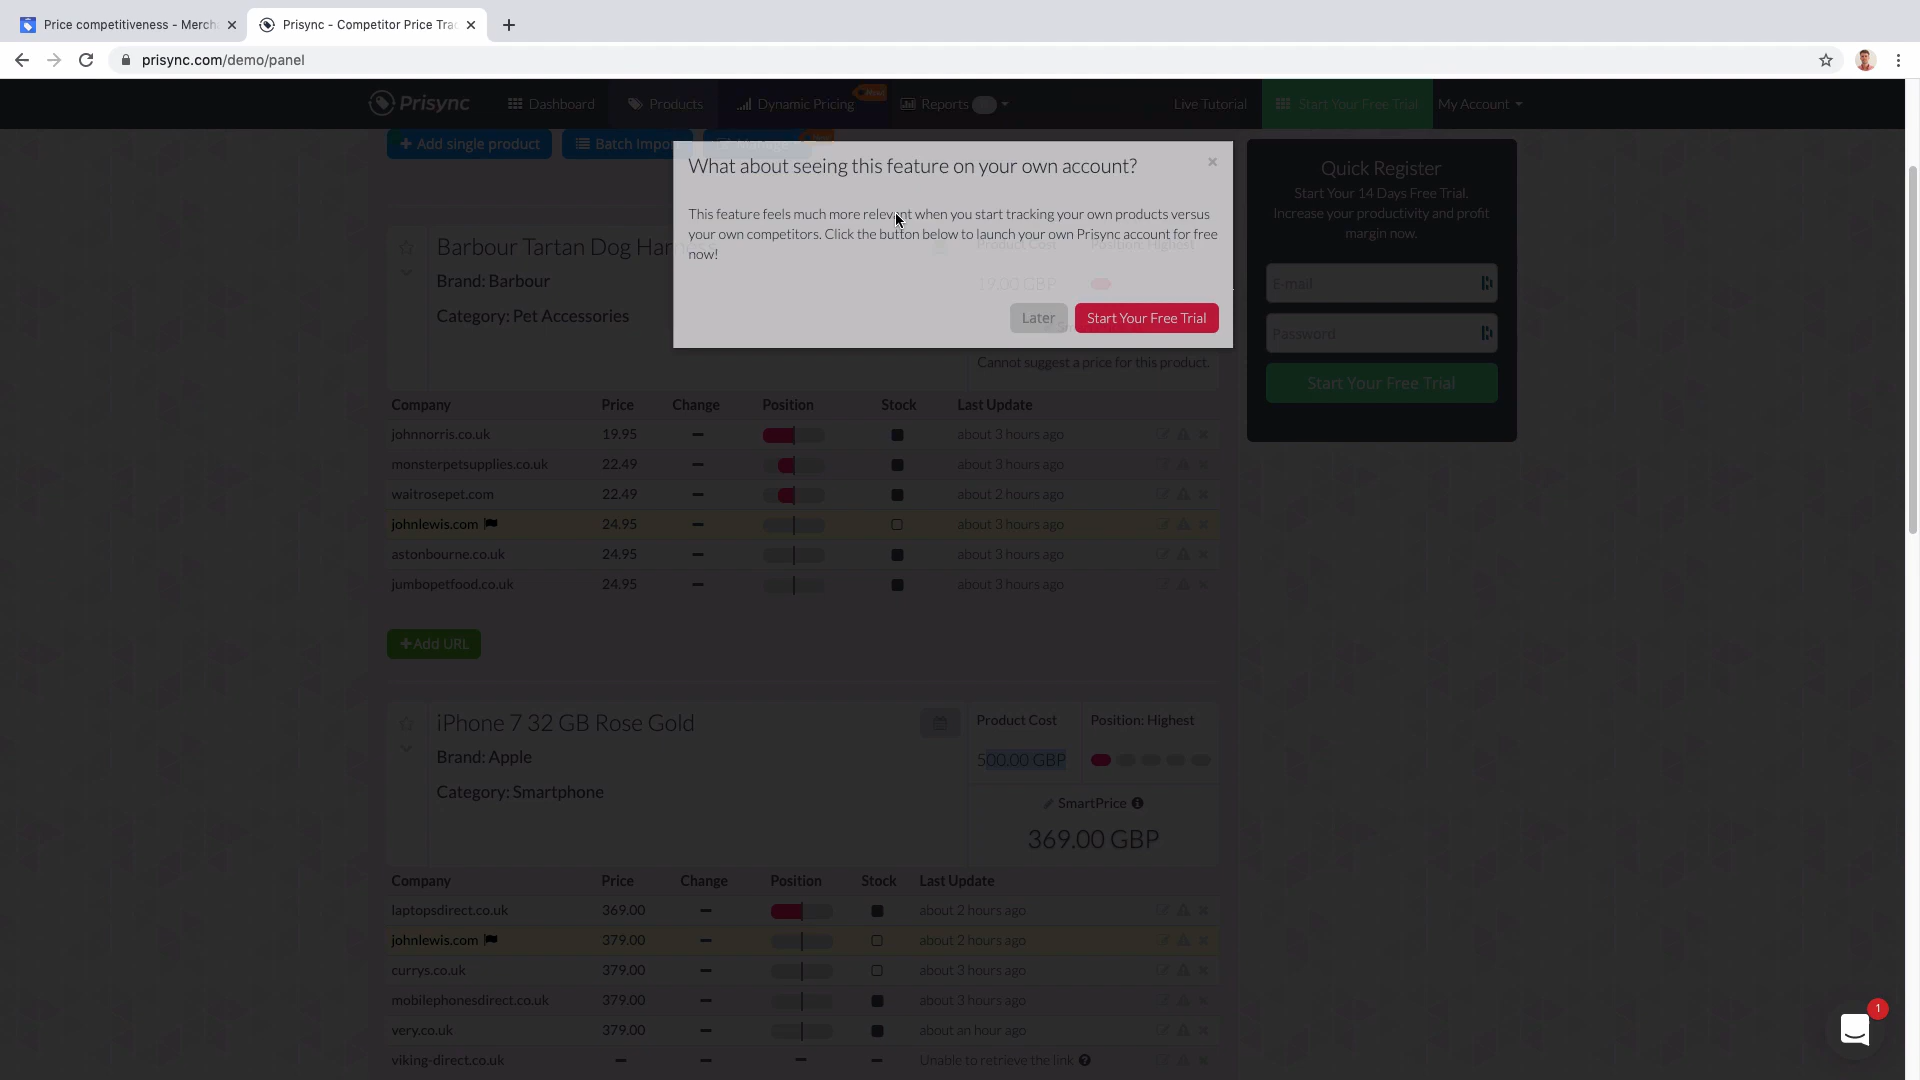 Price competitiveness - Merch
Prisync - Competitor Price Trac
prisync.com/demo/panel
Prisync
Dashboard
Products
Dynamic Pricing
New!
Reports
Live Tutorial
Start Your Free Trial
My Account
Add single product
Batch Import
Manage
What about seeing this feature on your own account?
×
This feature feels much more relevant when you start tracking your own products versus
your own competitors. Click the button below to launch your own Prisync account for free
now!
Later
Start Your Free Trial
Quick Register
Start Your 14 Days Free Trial.
Increase your productivity and profit
margin now.
E-mail
Password
Start Your Free Trial
Barbour Tartan Dog Harness
Brand: Barbour
Category: Pet Accessories
Product Cost
Position: Highest
19.00 GBP
Cannot suggest a price for this product.
Company Price Change Position Stock Last Update
johnnorris.co.uk 19.95 – about 3 hours ago
monsterpetsupplies.co.uk 22.49 – about 3 hours ago
waitrosepet.com 22.49 – about 2 hours ago
johnlewis.com 24.95 – about 3 hours ago
astonbourne.co.uk 24.95 – about 3 hours ago
jumbopetfood.co.uk 24.95 – about 3 hours ago
+Add URL
iPhone 7 32 GB Rose Gold
Brand: Apple
Category: Smartphone
Product Cost
Position: Highest
500.00 GBP
SmartPrice
369.00 GBP
Company Price Change Position Stock Last Update
laptopsdirect.co.uk 369.00 – about 2 hours ago
johnlewis.com 379.00 – about 2 hours ago
currys.co.uk 379.00 – about 3 hours ago
mobilephonesdirect.co.uk 379.00 – about 3 hours ago
very.co.uk 379.00 – about an hour ago
viking-direct.co.uk – – – – Unable to retrieve the link
1